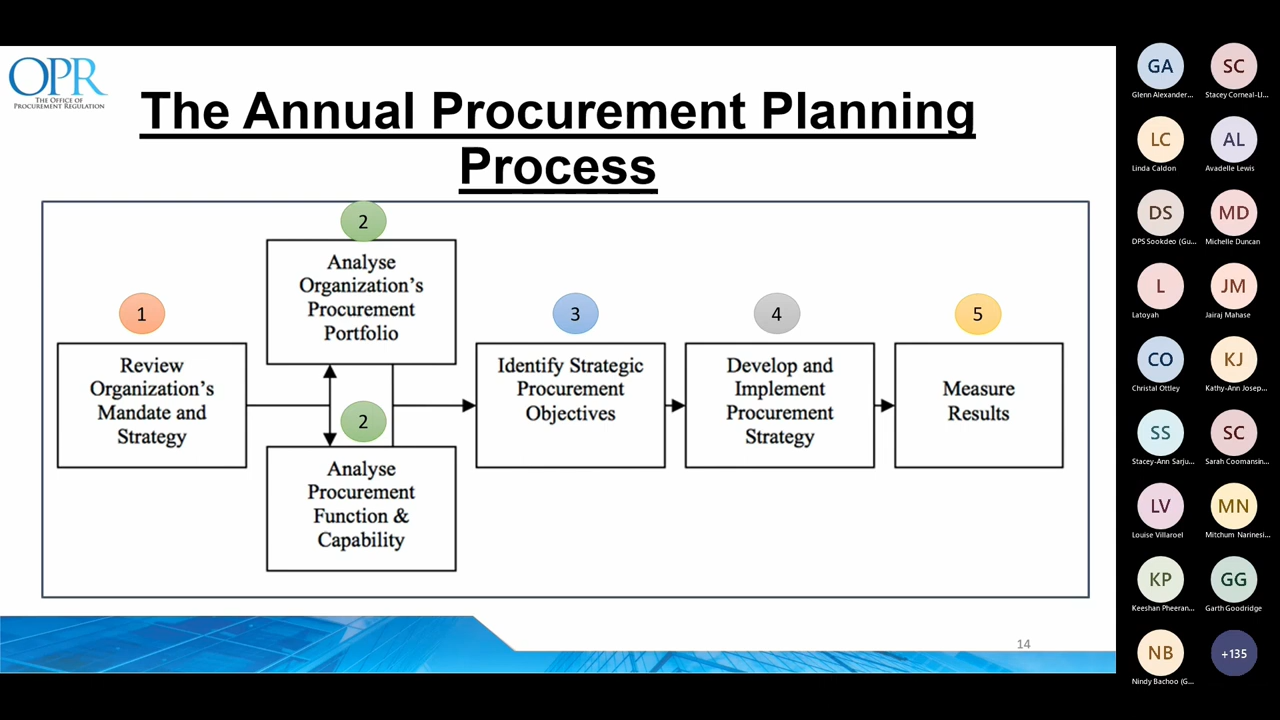 OPR
THE OFFICE OF
PROCUREMENT REGULATION
The Annual Procurement Planning
Process
1
Review
Organization's
Mandate and
Strategy
2
Analyse
Organization's
Procurement
Portfolio
2
Analyse
Procurement
Function &
Capability
3
Identify Strategic
Procurement
Objectives
4
Develop and
Implement
Procurement
Strategy
5
Measure
Results
14
GA
Glenn Alexander...
SC
Stacey Corneal-Ll...
LC
Linda Caldon
AL
Avadelle Lewis
DS
DPS Sookdeo (Gu...
MD
Michelle Duncan
L
Latoyah
JM
Jairaj Mahase
CO
Christal Ottley
KJ
Kathy-Ann Josep...
SS
Stacey-Ann Sarju...
SC
Sarah Coomansin...
LV
Louise Villaroel
MN
Mitchum Narinesi...
KP
Keeshan Pheeran...
GG
Garth Goodridge
NB
Nindy Bachoo (G...
+135